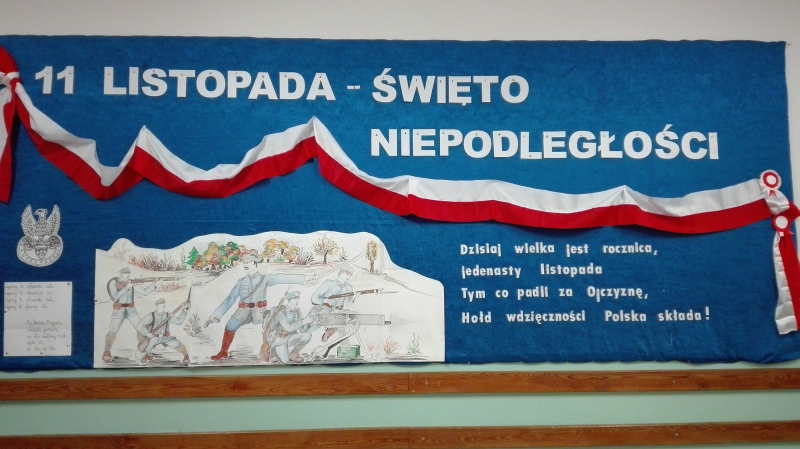 11 LISTOPADA - ŚWIĘTO
NIEPODLEGŁOŚCI
Dzisiaj wielka jest rocznica,
jedenasty listopada
Tym co padli za Ojczyznę,
Hołd wdzięczności Polska składa!